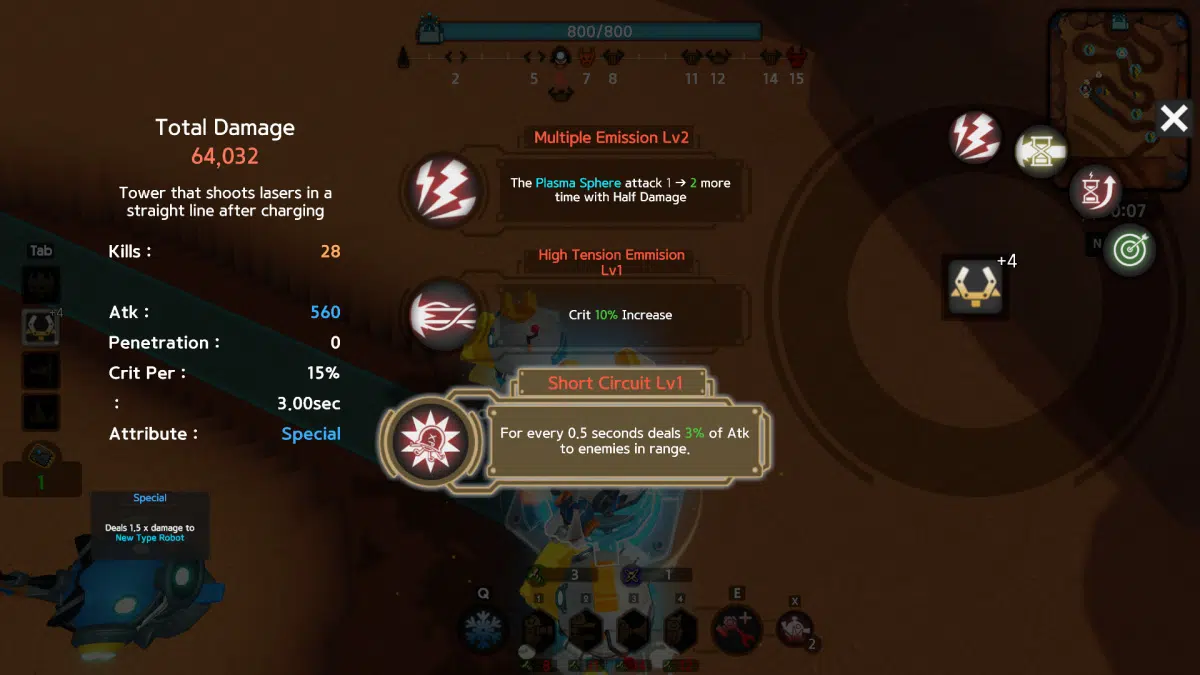 800/800
2 5 7 8 11 12 14 15
Total Damage
64,032
Tower that shoots lasers in a
straight line after charging
Kills : 28
Atk : 560
Penetration : 0
Crit Per : 15%
: 3.00sec
Attribute : Special
Tab
+4
1
Special
Deals 1.5 x damage to
New Type Robot
Multiple Emission Lv2
The Plasma Sphere attack 1 → 2 more
time with Half Damage
High Tension Emmision
Lv1
Crit 10% Increase
Short Circuit Lv1
For every 0.5 seconds deals 3% of Atk
to enemies in range.
:07
N
+4
3 1
Q 1 2 3 4 E X
2